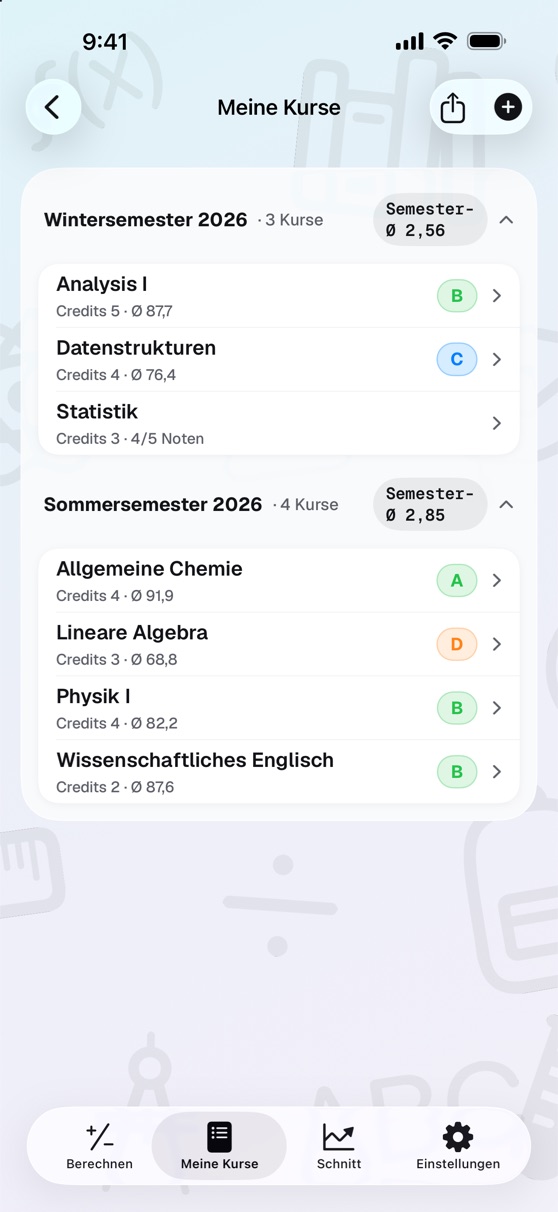 9:41
Meine Kurse
Wintersemester 2026 · 3 Kurse
Semester-
Ø 2,56
Analysis I
Credits 5 · Ø 87,7
B
Datenstrukturen
Credits 4 · Ø 76,4
C
Statistik
Credits 3 · 4/5 Noten
Sommersemester 2026 · 4 Kurse
Semester-
Ø 2,85
Allgemeine Chemie
Credits 4 · Ø 91,9
A
Lineare Algebra
Credits 3 · Ø 68,8
D
Physik I
Credits 4 · Ø 82,2
B
Wissenschaftliches Englisch
Credits 2 · Ø 87,6
B
ABC
Berechnen
Meine Kurse
Schnitt
Einstellungen